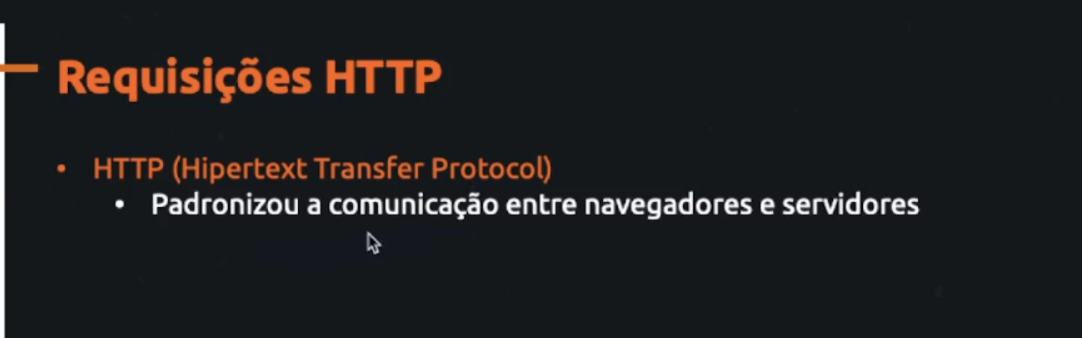 Requisições HTTP
• HTTP (Hipertext Transfer Protocol)
• Padronizou a comunicação entre navegadores e servidores